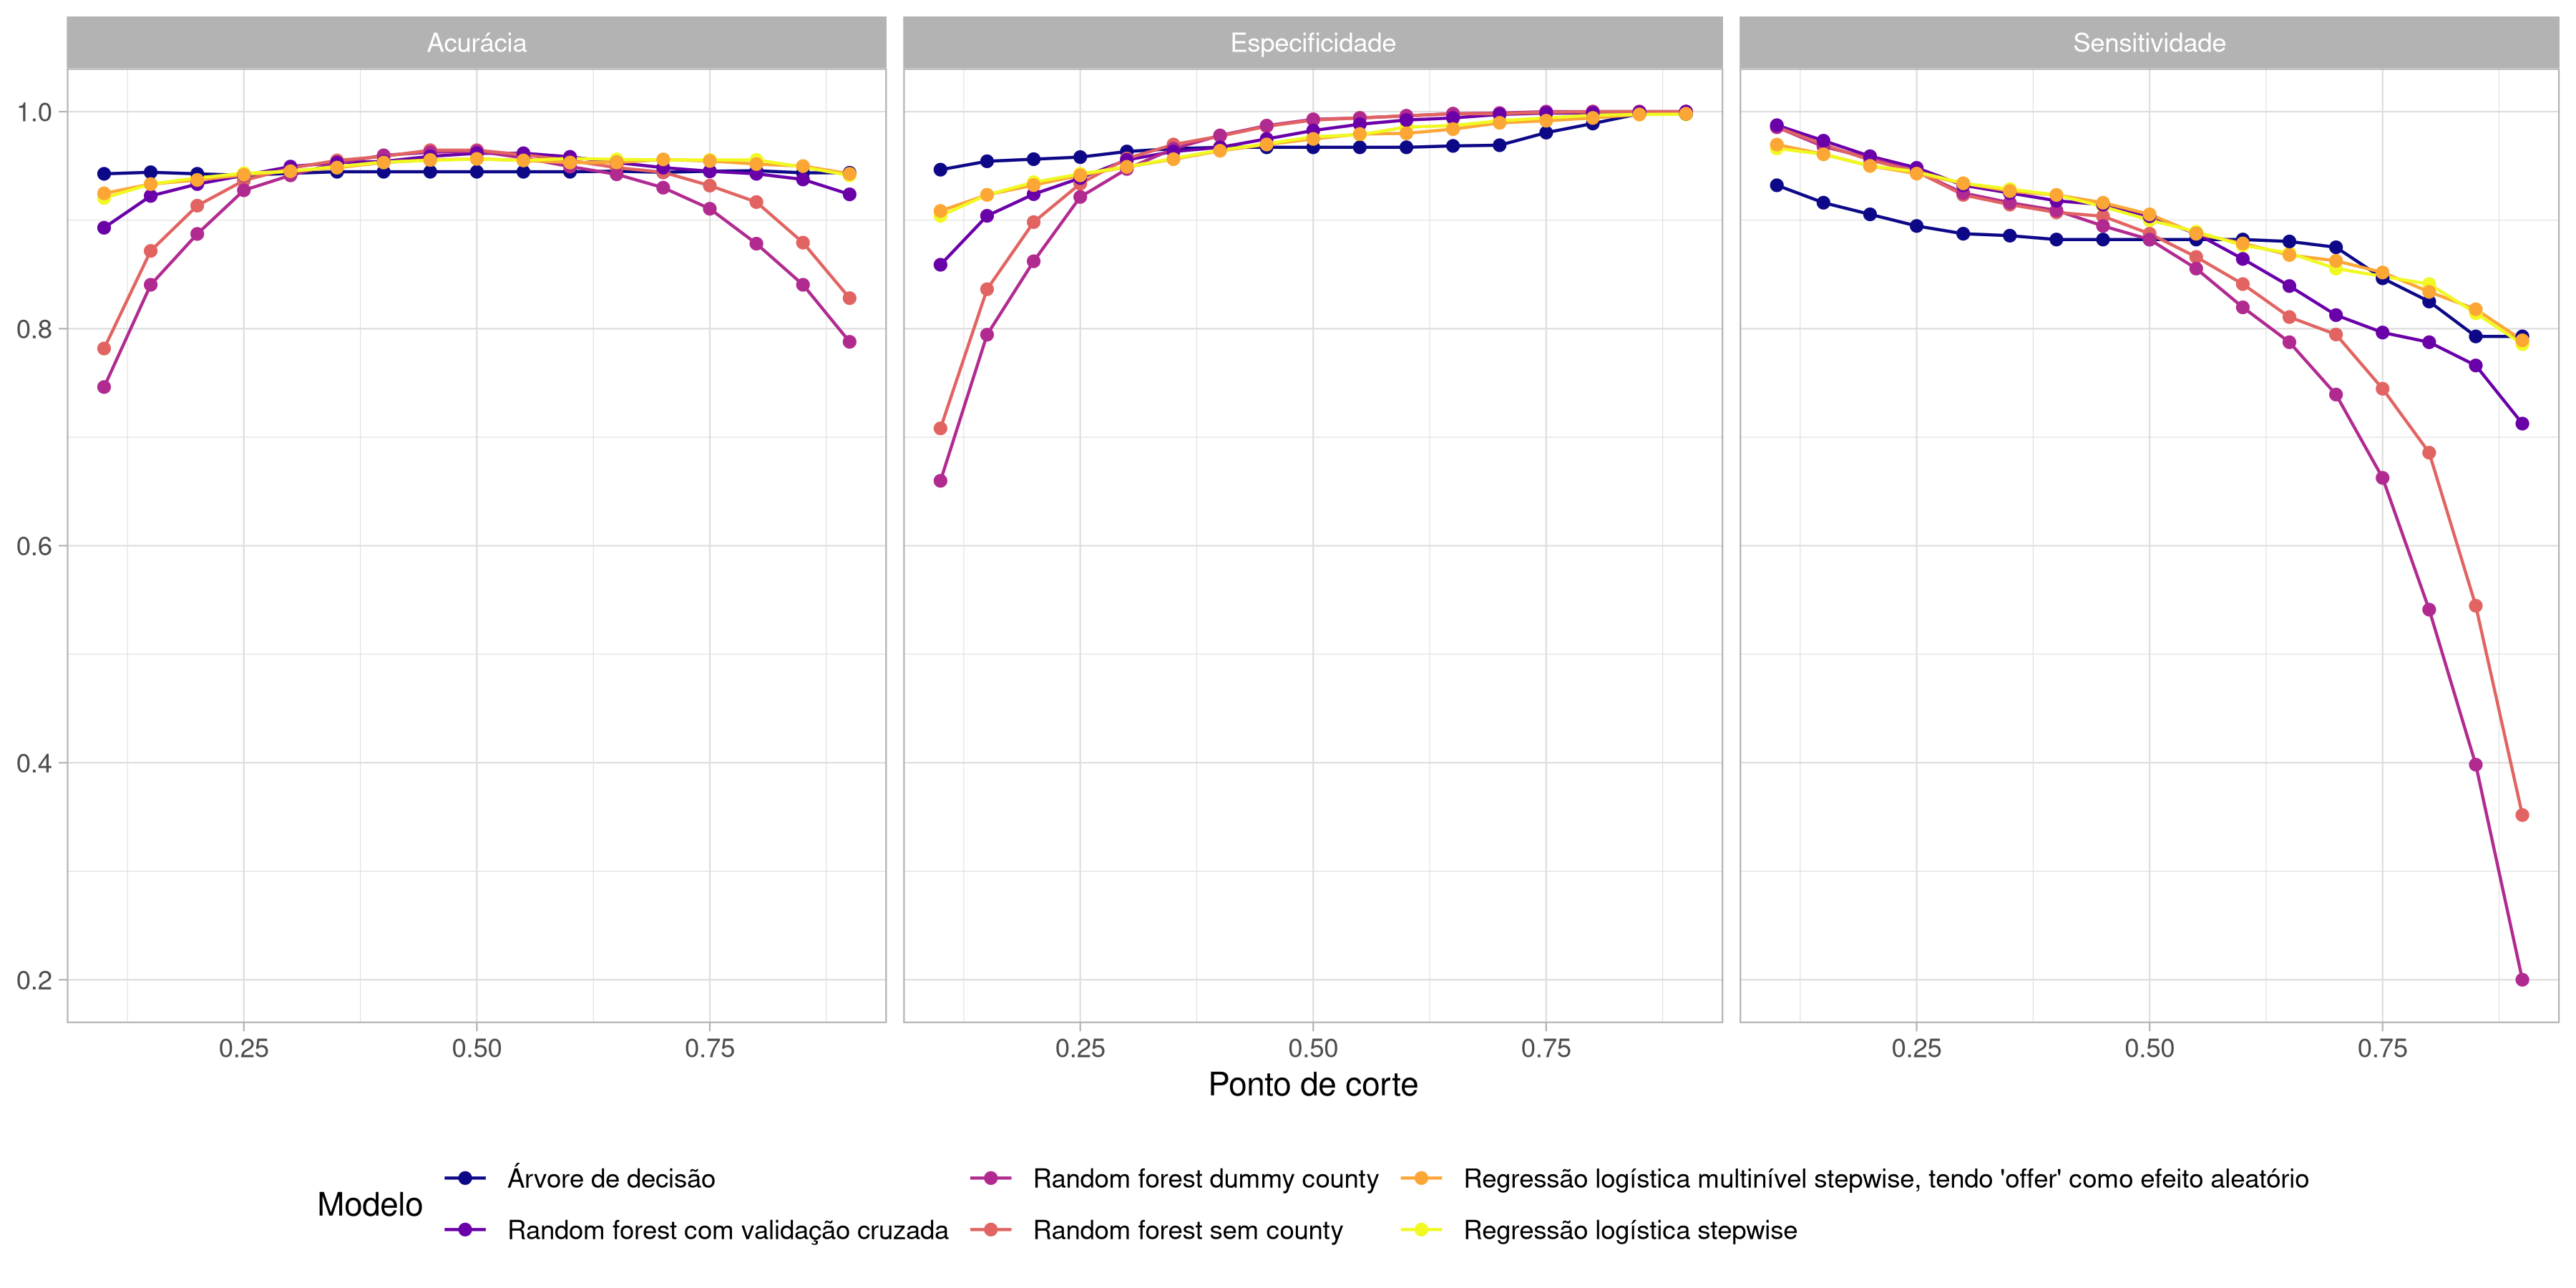 Acurácia
Especificidade
Sensitividade
1.0
0.8
0.6
0.4
0.2
0.25 0.50 0.75
0.25 0.50 0.75
0.25 0.50 0.75
Ponto de corte
Modelo
Árvore de decisão
Random forest com validação cruzada
Random forest dummy county
Random forest sem county
Regressão logística multinível stepwise, tendo 'offer' como efeito aleatório
Regressão logística stepwise